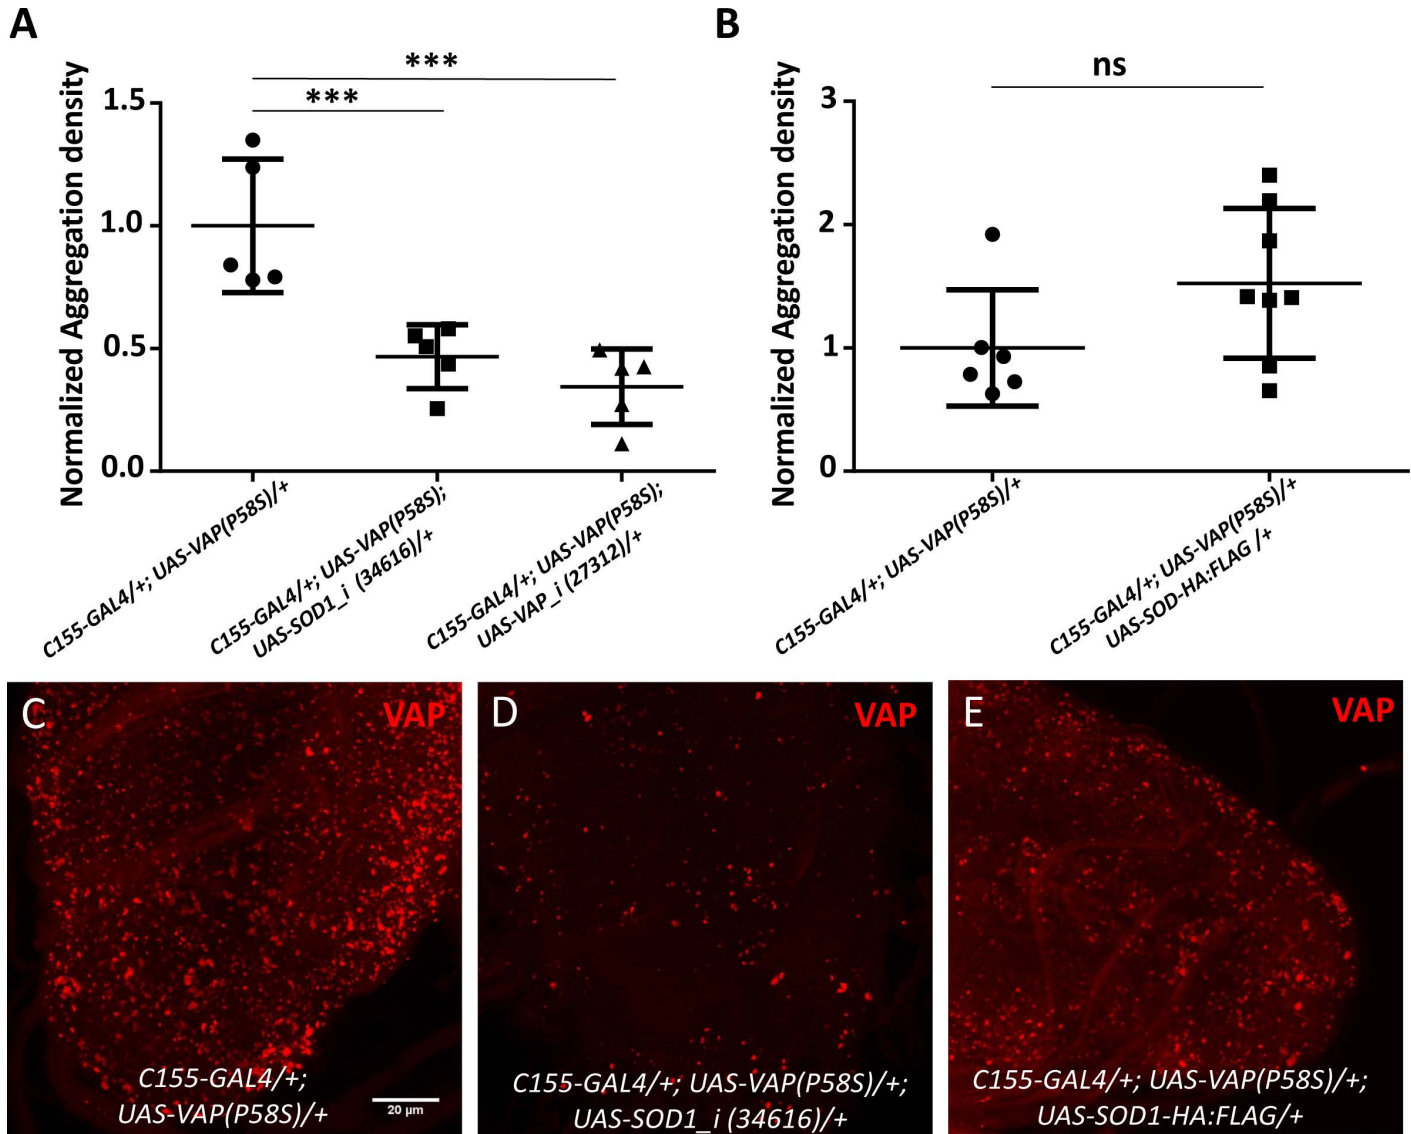 A
Normalized Aggregation density
1.5
1.0
0.5
0.0
***
***
C155-GAL4/+; UAS-VAP(P58S)/+
C155-GAL4/+; UAS-VAP(P58S);
UAS-SOD1_i (34616)/+
C155-GAL4/+; UAS-VAP(P58S);
UAS-VAP_i (27312)/+
B
Normalized Aggregation density
3
2
1
0
ns
C155-GAL4/+; UAS-VAP(P58S)/+
C155-GAL4/+; UAS-VAP(P58S)/+
UAS-SOD-HA:FLAG /+
C
VAP
C155-GAL4/+;
UAS-VAP(P58S)/+
20 µm
D
VAP
C155-GAL4/+; UAS-VAP(P58S)/+;
UAS-SOD1_i (34616)/+
E
VAP
C155-GAL4/+; UAS-VAP(P58S)/+;
UAS-SOD1-HA:FLAG/+